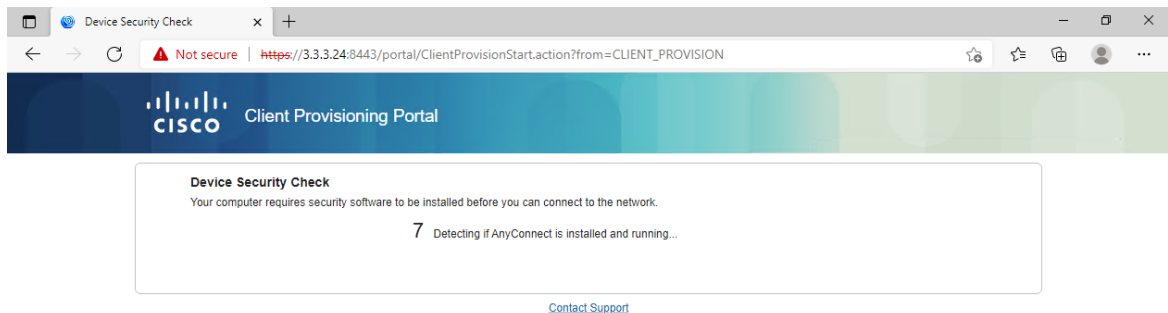 Device Security Check
Not secure | https://3.3.3.24:8443/portal/ClientProvisionStart.action?from=CLIENT_PROVISION
CISCO Client Provisioning Portal
Device Security Check
Your computer requires security software to be installed before you can connect to the network.
7 Detecting if AnyConnect is installed and running...
Contact Support